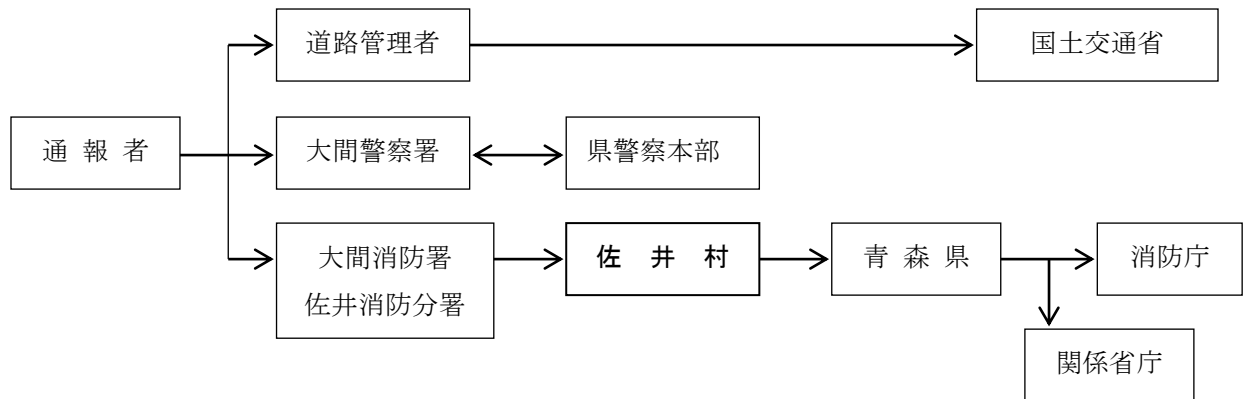 道路管理者
国土交通省
通 報 者
大間警察署
県警察本部
大間消防署
佐井消防分署
佐 井 村
青 森 県
消防庁
関係省庁